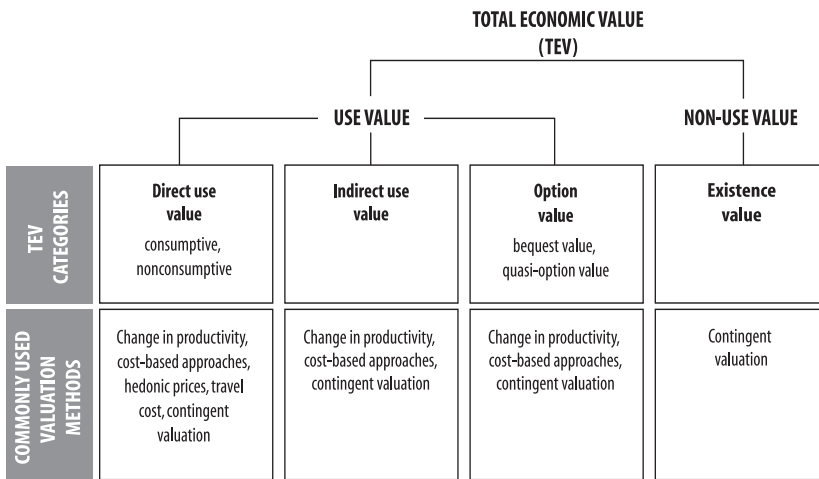 TOTAL ECONOMIC VALUE
(TEV)
USE VALUE
NON-USE VALUE
TEV
CATEGORIES
Direct use
value
consumptive,
nonconsumptive
Indirect use
value
Option
value
bequest value,
quasi-option value
Existence
value
COMMONLY USED
VALUATION
METHODS
Change in productivity,
cost-based approaches,
hedonic prices, travel
cost, contingent
valuation
Change in productivity,
cost-based approaches,
contingent valuation
Change in productivity,
cost-based approaches,
contingent valuation
Contingent
valuation